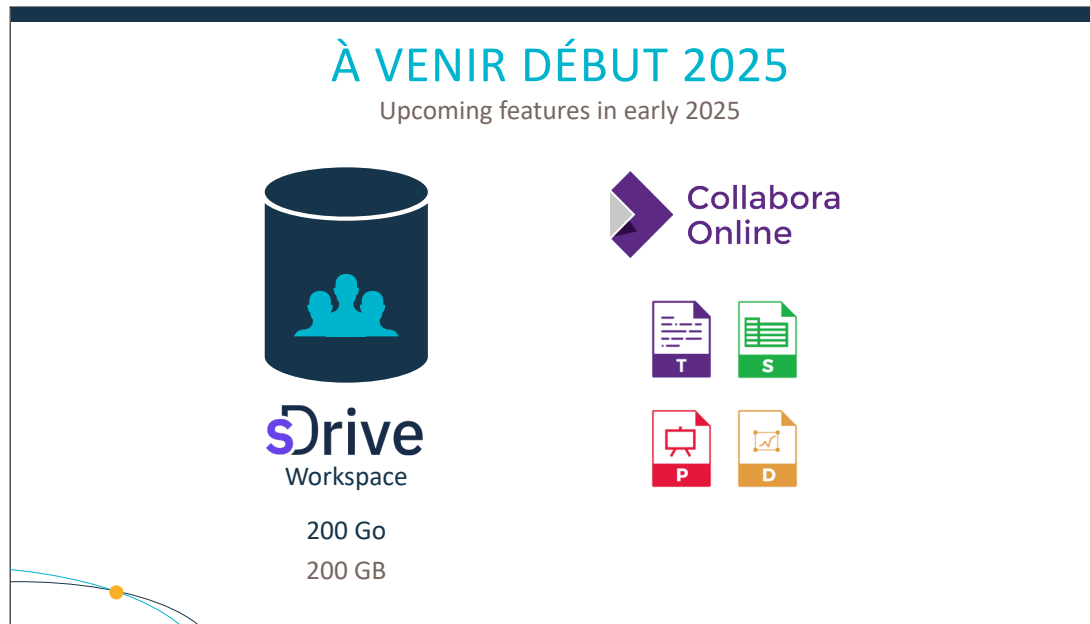 À VENIR DÉBUT 2025
Upcoming features in early 2025
sDrive
Workspace
200 Go
200 GB
Collabora
Online
T
S
P
D